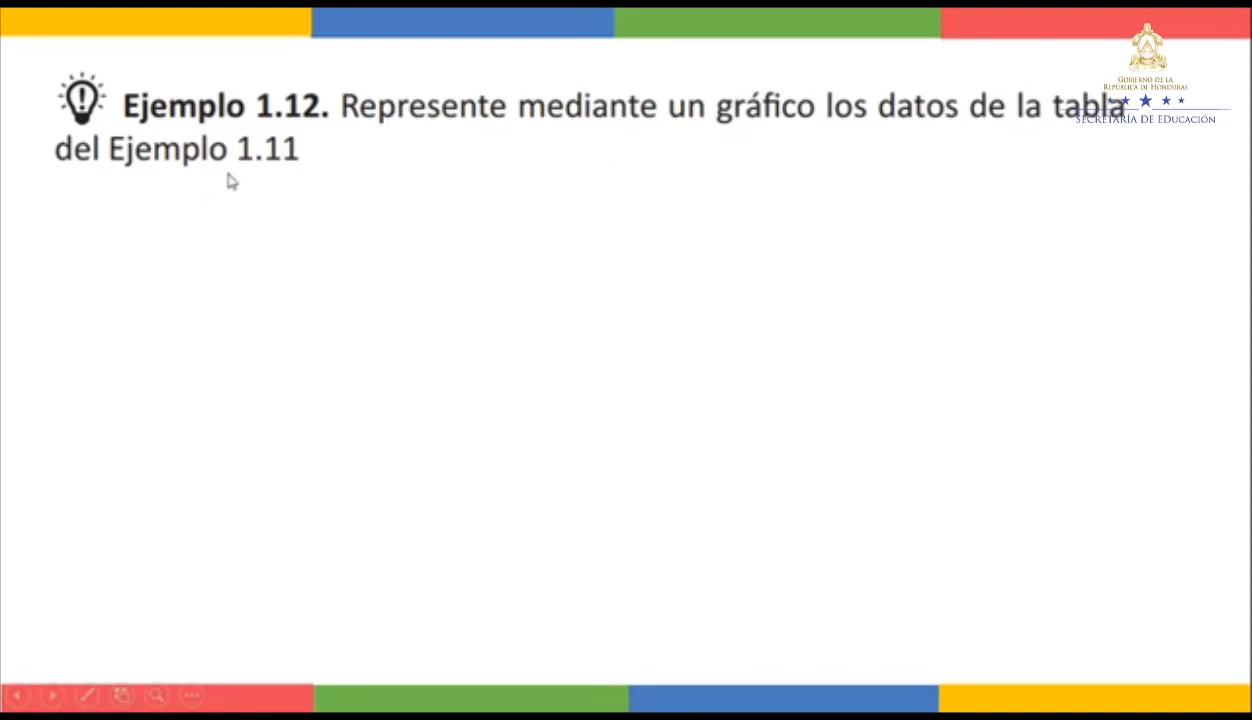 Ejemplo 1.12. Represente mediante un gráfico los datos de la tabla
del Ejemplo 1.11
GOBIERNO DE LA
REPÚBLICA DE HONDURAS
SECRETARÍA DE EDUCACIÓN